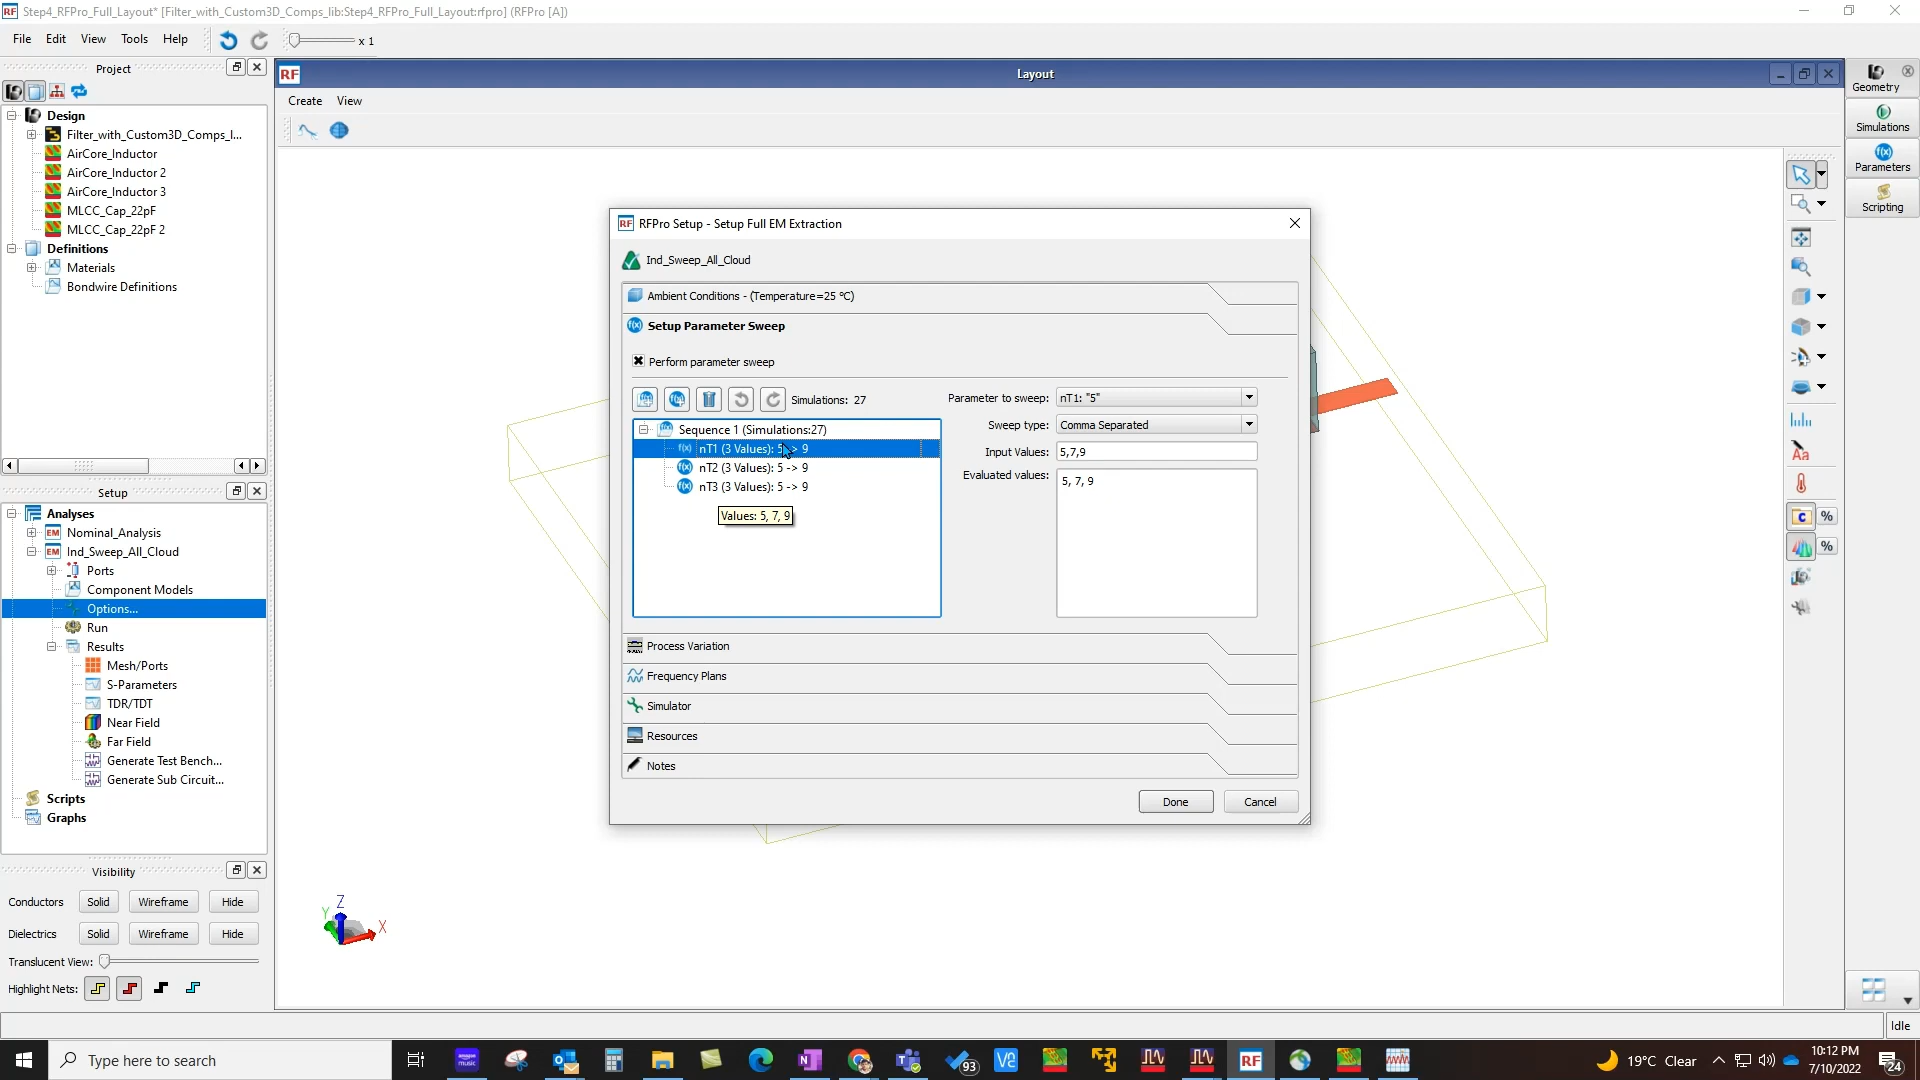 Step4_RFPro_Full_Layout* [Filter_with_Custom3D_Comps_lib:Step4_RFPro_Full_Layout:rfpro] (RFPro [A])
File Edit View Tools Help x 1
Project
Design
Filter_with_Custom3D_Comps_l...
AirCore_Inductor
AirCore_Inductor 2
AirCore_Inductor 3
MLCC_Cap_22pF
MLCC_Cap_22pF 2
Definitions
Materials
Bondwire Definitions
Setup
Analyses
Nominal_Analysis
Ind_Sweep_All_Cloud
Ports
Component Models
Options...
Run
Results
Mesh/Ports
S-Parameters
TDR/TDT
Near Field
Far Field
Generate Test Bench...
Generate Sub Circuit...
Scripts
Graphs
Visibility
Conductors Solid Wireframe Hide
Dielectrics Solid Wireframe Hide
Translucent View:
Highlight Nets:
RF Layout
Create View
RF RFPro Setup - Setup Full EM Extraction
Ind_Sweep_All_Cloud
Ambient Conditions - (Temperature=25 ºC)
Setup Parameter Sweep
Perform parameter sweep
Simulations: 27
Sequence 1 (Simulations:27)
nT1 (3 Values): 5 -> 9
nT2 (3 Values): 5 -> 9
nT3 (3 Values): 5 -> 9
Values: 5, 7, 9
Parameter to sweep: nT1: "5"
Sweep type: Comma Separated
Input Values: 5,7,9
Evaluated values: 5, 7, 9
Process Variation
Frequency Plans
Simulator
Resources
Notes
Done Cancel
Z
Y
X
Geometry
Simulations
Parameters
Scripting
Idle
Type here to search
93
RF
19°C Clear
10:12 PM
7/10/2022
24